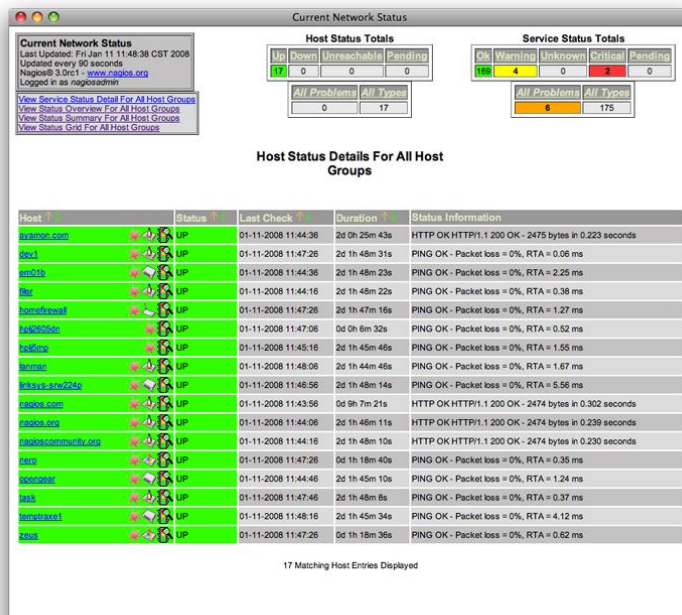 Current Network Status
Current Network Status
Last Updated: Fri Jan 11 11:48:38 CST 2008
Updated every 90 seconds
Nagios® 3.0rc1 - www.nagios.org
Logged in as nagiosadmin
View Service Status Detail For All Host Groups
View Status Overview For All Host Groups
View Status Summary For All Host Groups
View Status Grid For All Host Groups
Host Status Totals
Up Down Unreachable Pending
17 0 0 0
All Problems All Types
0 17
Service Status Totals
Ok Warning Unknown Critical Pending
169 4 0 2 0
All Problems All Types
6 175
Host Status Details For All Host
Groups
Host Status Last Check Duration Status Information
ayamon.com UP 01-11-2008 11:44:36 2d 0h 25m 43s HTTP OK HTTP/1.1 200 OK - 2475 bytes in 0.223 seconds
dev1 UP 01-11-2008 11:47:26 2d 1h 48m 31s PING OK - Packet loss = 0%, RTA = 0.06 ms
em01b UP 01-11-2008 11:44:36 2d 1h 48m 23s PING OK - Packet loss = 0%, RTA = 2.25 ms
filer UP 01-11-2008 11:44:16 2d 1h 48m 22s PING OK - Packet loss = 0%, RTA = 0.38 ms
homefirewall UP 01-11-2008 11:47:26 2d 1h 47m 16s PING OK - Packet loss = 0%, RTA = 1.27 ms
hplj2605dn UP 01-11-2008 11:47:06 0d 0h 6m 32s PING OK - Packet loss = 0%, RTA = 0.52 ms
hplj5mp UP 01-11-2008 11:45:16 2d 1h 45m 46s PING OK - Packet loss = 0%, RTA = 1.55 ms
lanman UP 01-11-2008 11:48:06 2d 1h 44m 46s PING OK - Packet loss = 0%, RTA = 1.67 ms
linksys-srw224p UP 01-11-2008 11:46:56 2d 1h 48m 14s PING OK - Packet loss = 0%, RTA = 5.56 ms
nagios.com UP 01-11-2008 11:43:56 0d 9h 7m 21s HTTP OK HTTP/1.1 200 OK - 2474 bytes in 0.302 seconds
nagios.org UP 01-11-2008 11:44:06 2d 1h 46m 11s HTTP OK HTTP/1.1 200 OK - 2474 bytes in 0.239 seconds
nagioscommunity.org UP 01-11-2008 11:44:16 2d 1h 48m 10s HTTP OK HTTP/1.1 200 OK - 2474 bytes in 0.230 seconds
nero UP 01-11-2008 11:47:26 0d 1h 18m 40s PING OK - Packet loss = 0%, RTA = 0.35 ms
opengear UP 01-11-2008 11:44:46 2d 1h 45m 10s PING OK - Packet loss = 0%, RTA = 1.24 ms
task UP 01-11-2008 11:47:46 2d 1h 48m 8s PING OK - Packet loss = 0%, RTA = 0.37 ms
temptraxe1 UP 01-11-2008 11:48:16 2d 1h 45m 34s PING OK - Packet loss = 0%, RTA = 4.12 ms
zeus UP 01-11-2008 11:47:26 0d 1h 18m 36s PING OK - Packet loss = 0%, RTA = 0.62 ms
17 Matching Host Entries Displayed